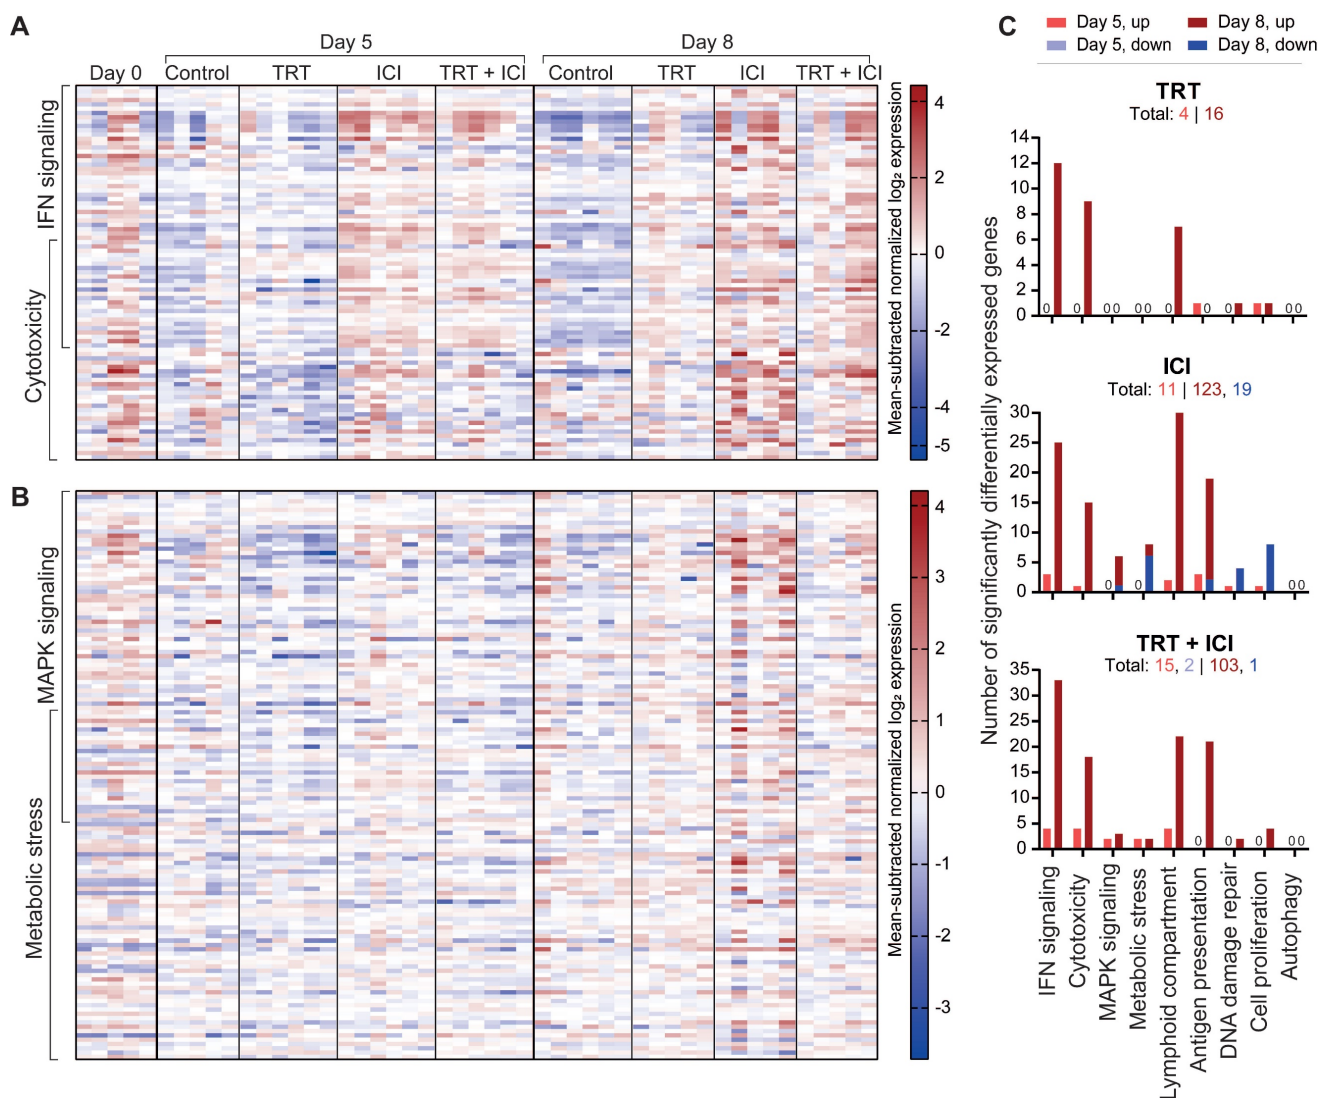 A
Day 5
Day 8
Day 0
Control
TRT
ICI
TRT + ICI
Control
TRT
ICI
TRT + ICI
IFN signaling
Cytotoxicity
4
2
0
-2
-4
-5
Mean-subtracted normalized log₂ expression
B
MAPK signaling
Metabolic stress
4
3
2
1
0
-1
-2
-3
Mean-subtracted normalized log₂ expression
C
Day 5, up
Day 8, up
Day 5, down
Day 8, down
Number of significantly differentially expressed genes
TRT
Total: 4 | 16
14
12
10
8
6
4
2
0
0 0 0 0 0 0 0 0 0 0 0
ICI
Total: 11 | 123, 19
30
25
20
15
10
5
0
0 0 0 0
TRT + ICI
Total: 15, 2 | 103, 1
35
30
25
20
15
10
5
0
0 0 0 0 0
IFN signaling
Cytotoxicity
MAPK signaling
Metabolic stress
Lymphoid compartment
Antigen presentation
DNA damage repair
Cell proliferation
Autophagy